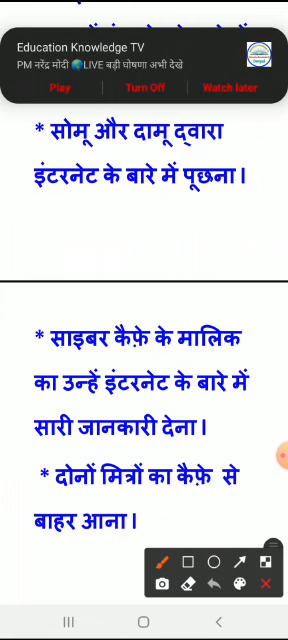 Education Knowledge TV
PM नरेंद्र मोदी 🌏LIVE बड़ी घोषणा अभी देखे
Play Turn Off Watch later
* सोमू और दामू द्वारा
इंटरनेट के बारे में पूछना l
* साइबर कैफ़े के मालिक
का उन्हें इंटरनेट के बारे में
सारी जानकारी देना l
* दोनों मित्रों का कैफ़े से
बाहर आना l